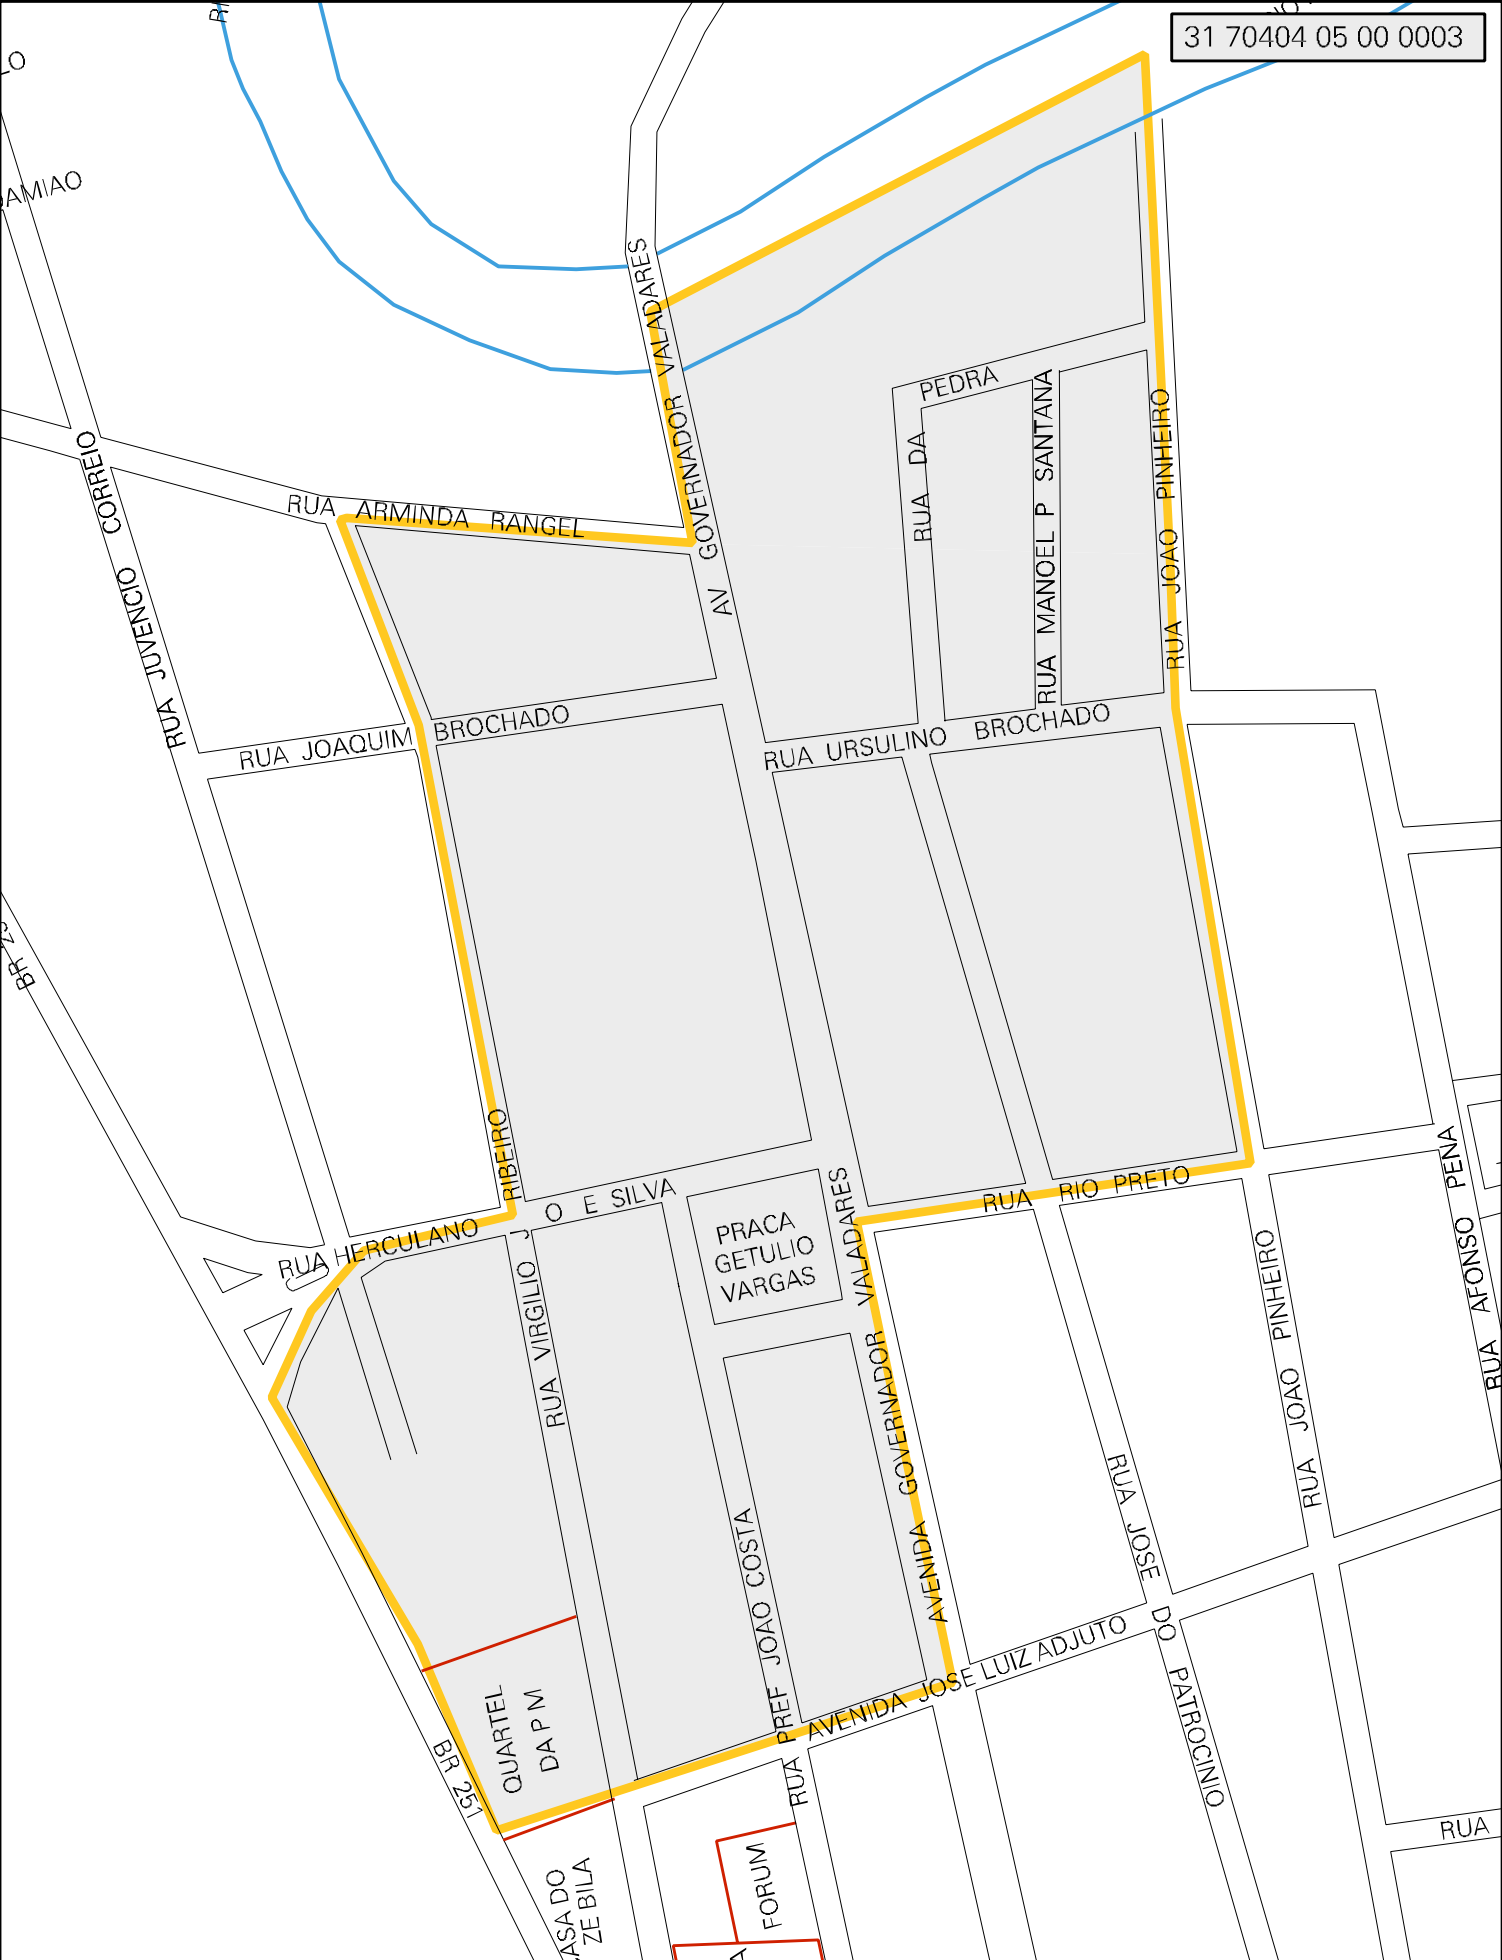 31 70404 05 00 0003
RUA JUVENCIO CORREIO
RUA ARMINDA RANGEL
AV GOVERNADOR VALADARES
RUA DA PEDRA
RUA MANOEL P SANTANA
RUA JOAO PINHEIRO
RUA JOAQUIM BROCHADO
RUA URSULINO BROCHADO
RUA HERCULANO RIBEIRO
J O E SILVA
PRACA
GETULIO
VARGAS
RUA RIO PRETO
RUA VIRGILIO
AVENIDA GOVERNADOR VALADARES
RUA JOAO PINHEIRO
RUA AFONSO PENA
RUA PREF JOAO COSTA
RUA JOSE DO PATROCINIO
AVENIDA JOSE LUIZ ADJUTO
QUARTEL
DA P M
BR 251
RUA
FORUM
ASA DO
ZE BILA
AMIAO
LO
BR